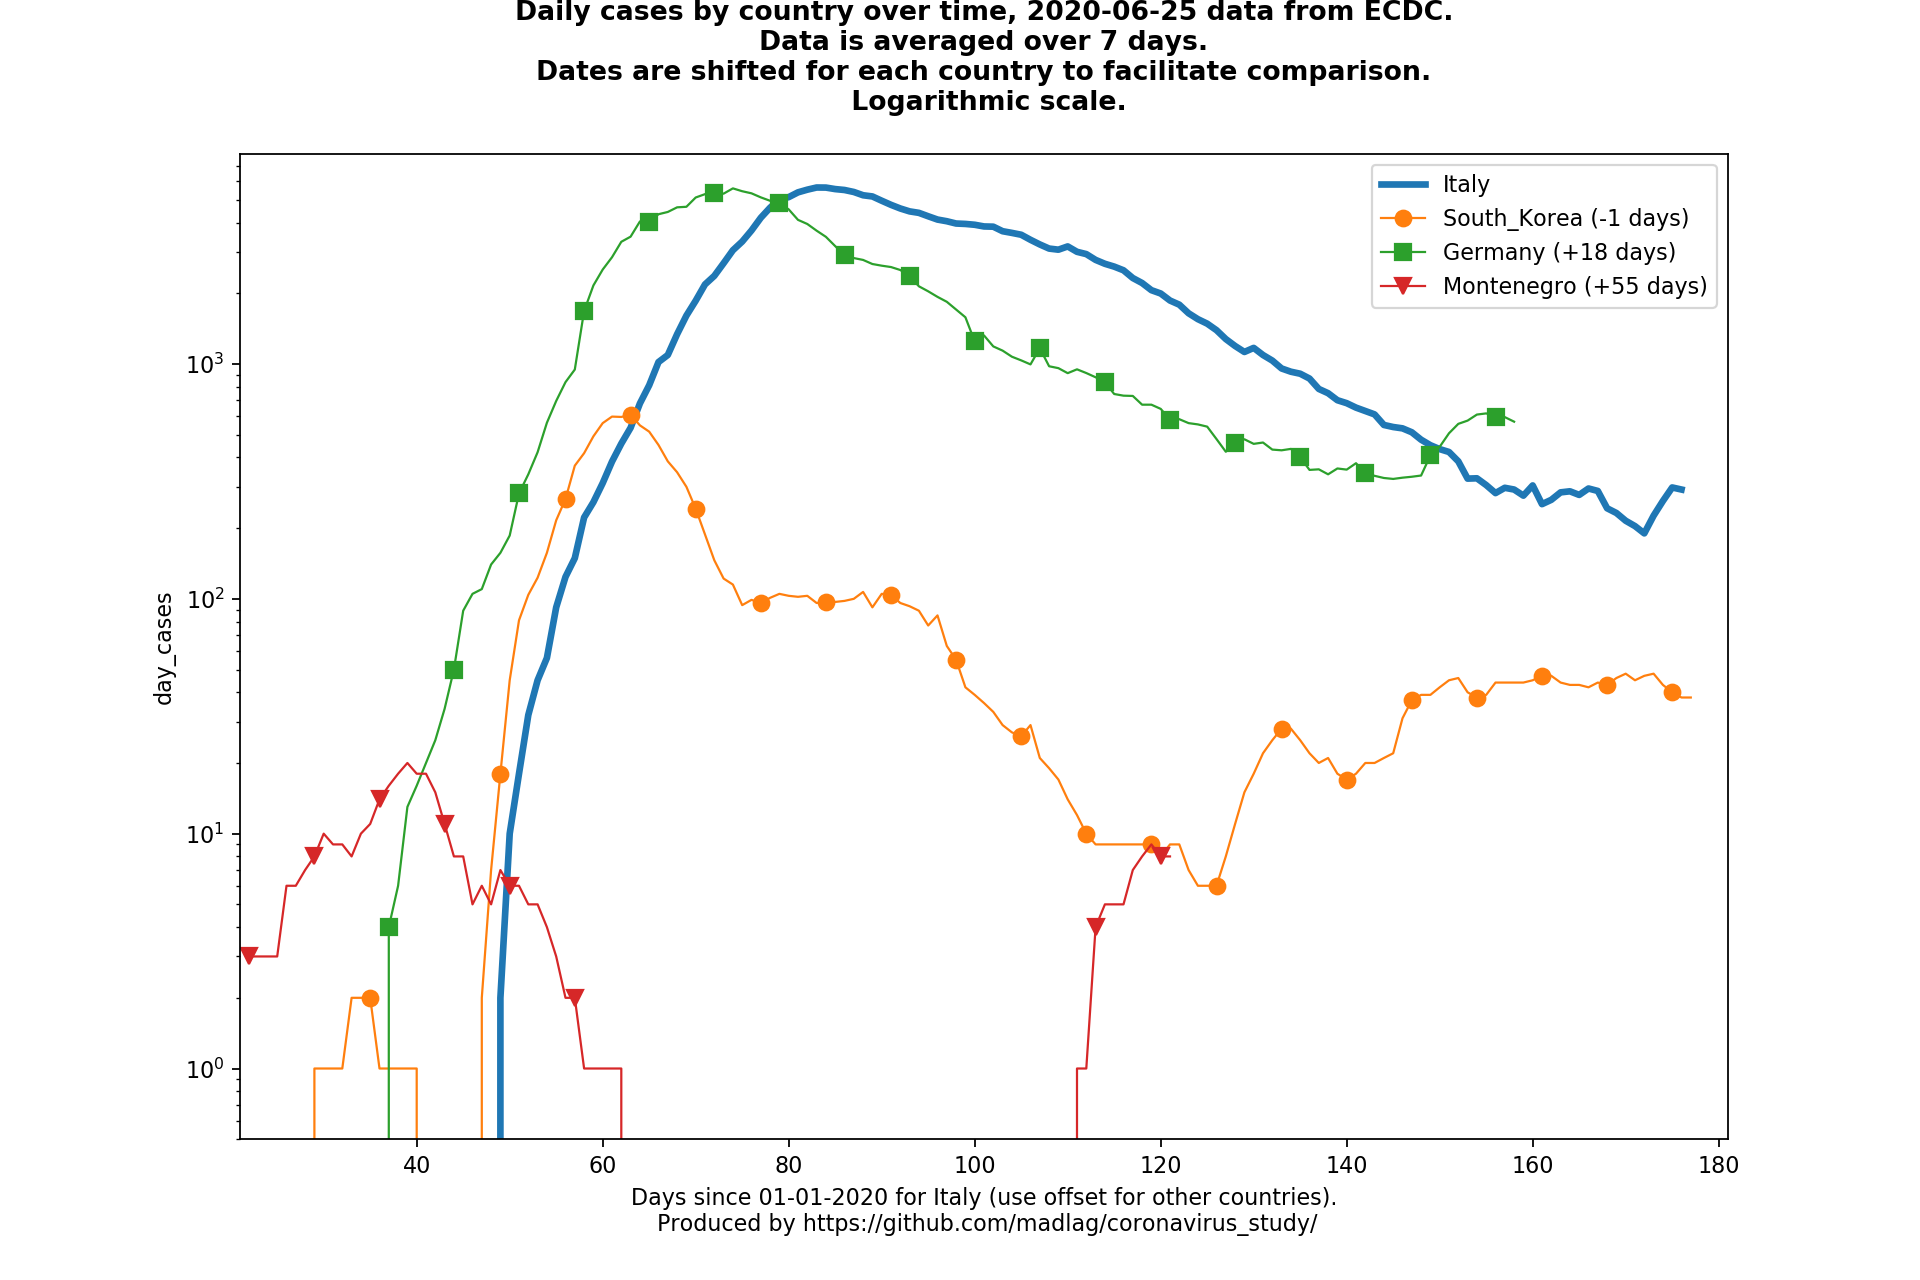 Daily cases by country over time, 2020-06-25 data from ECDC.
Data is averaged over 7 days.
Dates are shifted for each country to facilitate comparison.
Logarithmic scale.
Italy
South_Korea (-1 days)
Germany (+18 days)
Montenegro (+55 days)
10³
10²
10¹
10⁰
day_cases
40 60 80 100 120 140 160 180
Days since 01-01-2020 for Italy (use offset for other countries).
Produced by https://github.com/madlag/coronavirus_study/